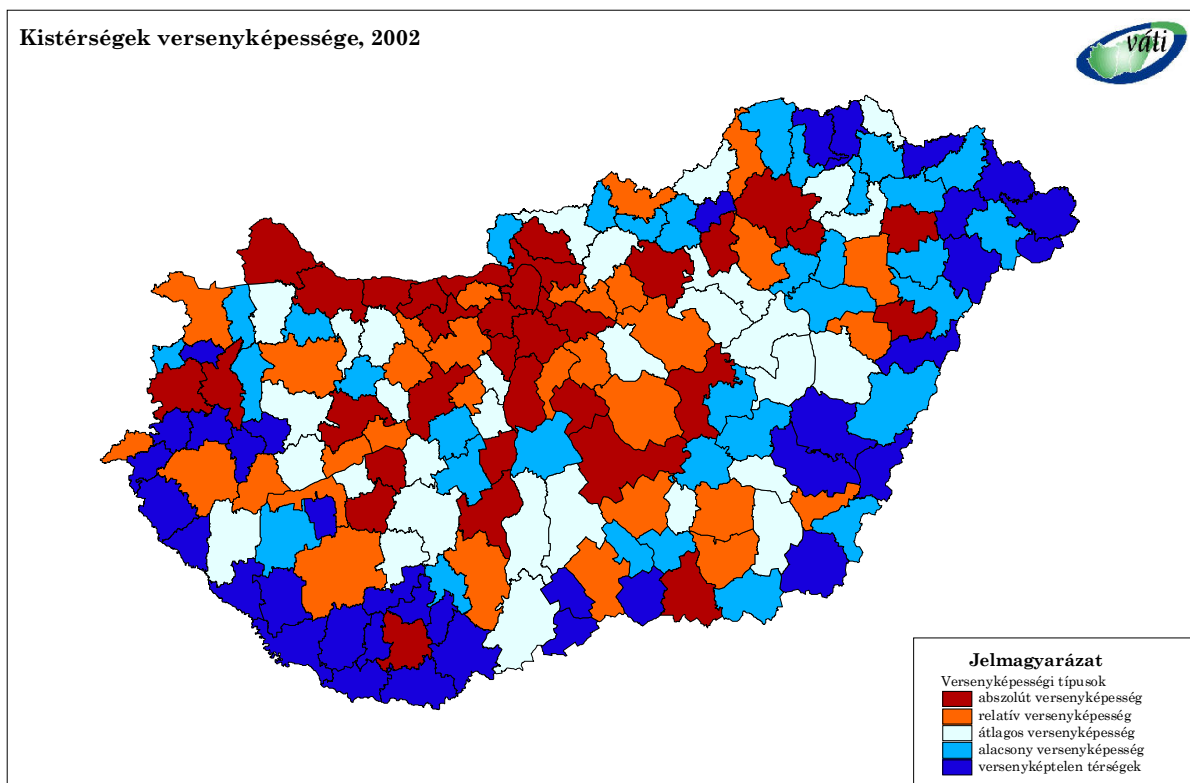 Kistérségek versenyképessége, 2002
váti
Jelmagyarázat
Versenyképességi típusok
abszolút versenyképesség
relatív versenyképesség
átlagos versenyképesség
alacsony versenyképesség
versenyképtelen térségek